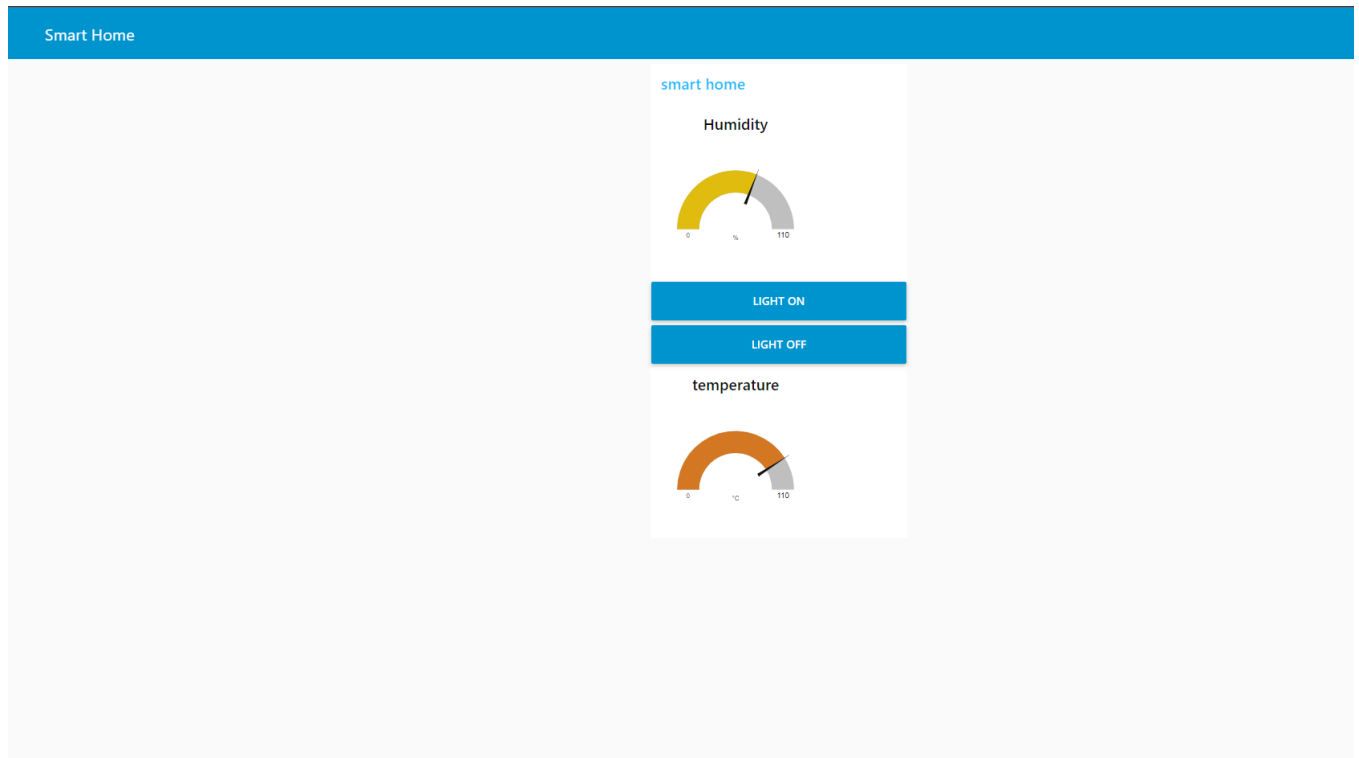 Smart Home
smart home
Humidity
0 % 110
LIGHT ON
LIGHT OFF
temperature
0 °C 110